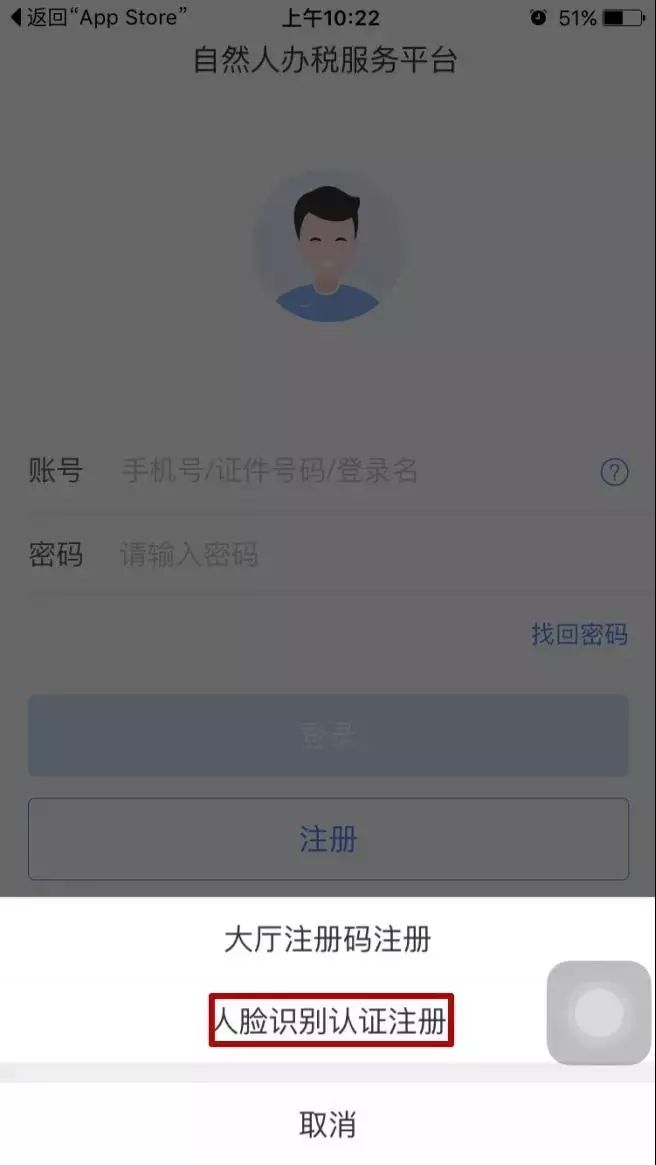 返回“App Store” 上午10:22 51%
自然人办税服务平台
账号 手机号/证件号码/登录名 ?
密码 请输入密码
找回密码
登录
注册
大厅注册码注册
人脸识别认证注册
取消